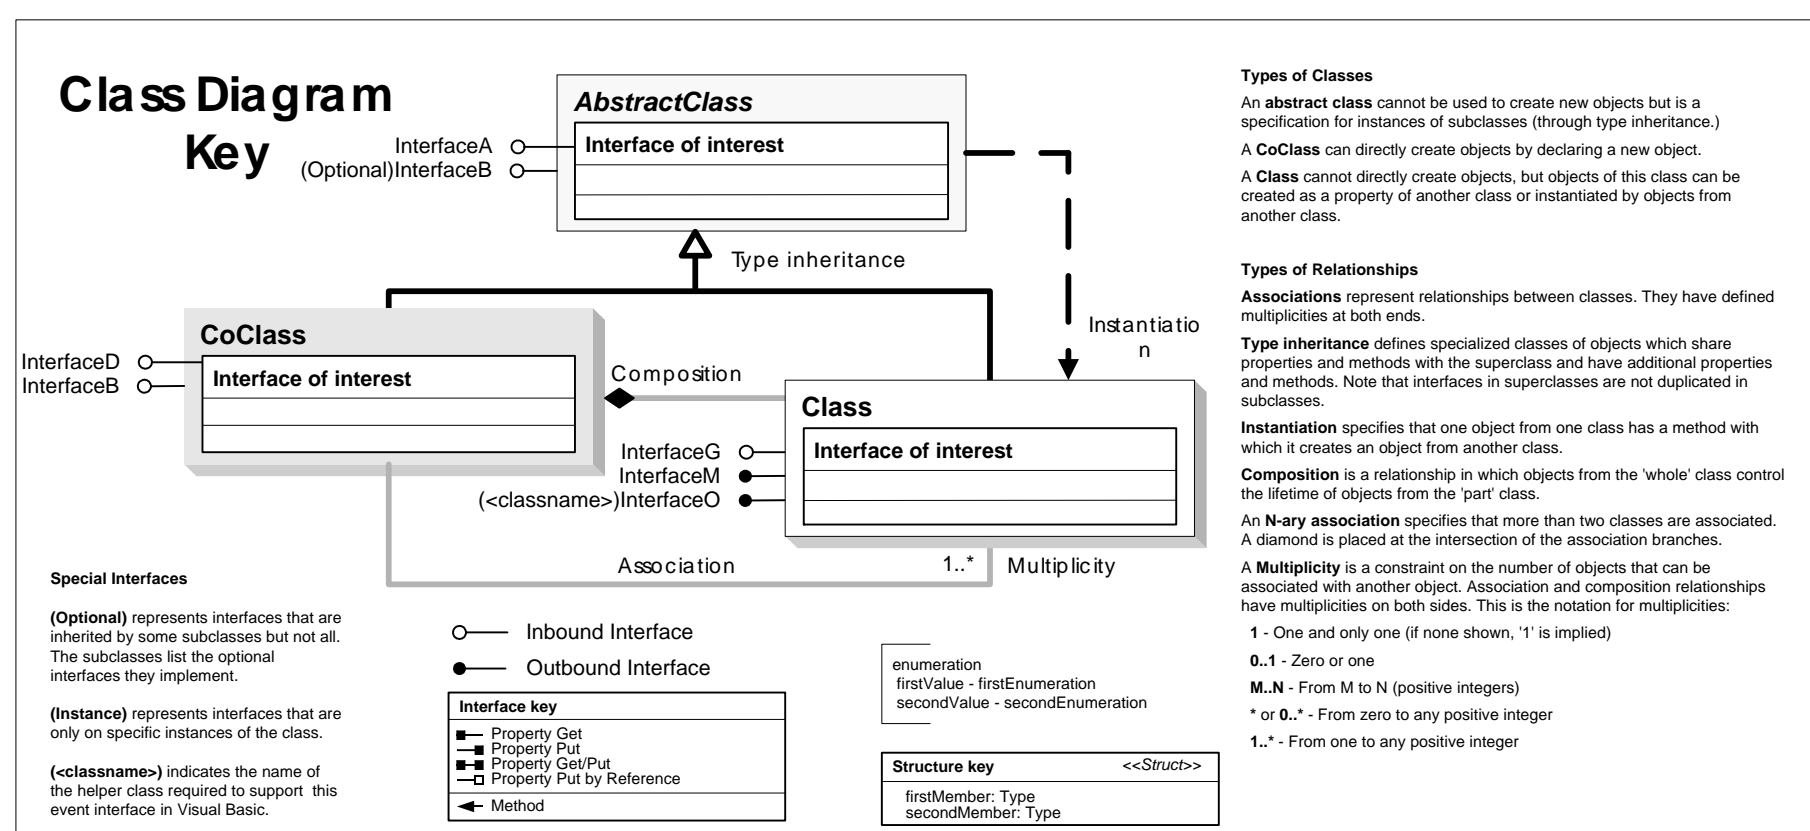 Class Diagram
Key
AbstractClass
Interface of interest
InterfaceA
(Optional)InterfaceB
Type inheritance
Instantiatio
n
CoClass
Interface of interest
InterfaceD
InterfaceB
Composition
Class
Interface of interest
InterfaceG
InterfaceM
(<classname>)InterfaceO
Association
1..*
Multiplicity
Special Interfaces
(Optional) represents interfaces that are
inherited by some subclasses but not all.
The subclasses list the optional
interfaces they implement.
(Instance) represents interfaces that are
only on specific instances of the class.
(<classname>) indicates the name of
the helper class required to support this
event interface in Visual Basic.
Inbound Interface
Outbound Interface
Interface key
Property Get
Property Put
Property Get/Put
Property Put by Reference
Method
enumeration
firstValue - firstEnumeration
secondValue - secondEnumeration
Structure key <<Struct>>
firstMember: Type
secondMember: Type
Types of Classes
An abstract class cannot be used to create new objects but is a
specification for instances of subclasses (through type inheritance.)
A CoClass can directly create objects by declaring a new object.
A Class cannot directly create objects, but objects of this class can be
created as a property of another class or instantiated by objects from
another class.
Types of Relationships
Associations represent relationships between classes. They have defined
multiplicities at both ends.
Type inheritance defines specialized classes of objects which share
properties and methods with the superclass and have additional properties
and methods. Note that interfaces in superclasses are not duplicated in
subclasses.
Instantiation specifies that one object from one class has a method with
which it creates an object from another class.
Composition is a relationship in which objects from the 'whole' class control
the lifetime of objects from the 'part' class.
An N-ary association specifies that more than two classes are associated.
A diamond is placed at the intersection of the association branches.
A Multiplicity is a constraint on the number of objects that can be
associated with another object. Association and composition relationships
have multiplicities on both sides. This is the notation for multiplicities:
1 - One and only one (if none shown, '1' is implied)
0..1 - Zero or one
M..N - From M to N (positive integers)
* or 0..* - From zero to any positive integer
1..* - From one to any positive integer